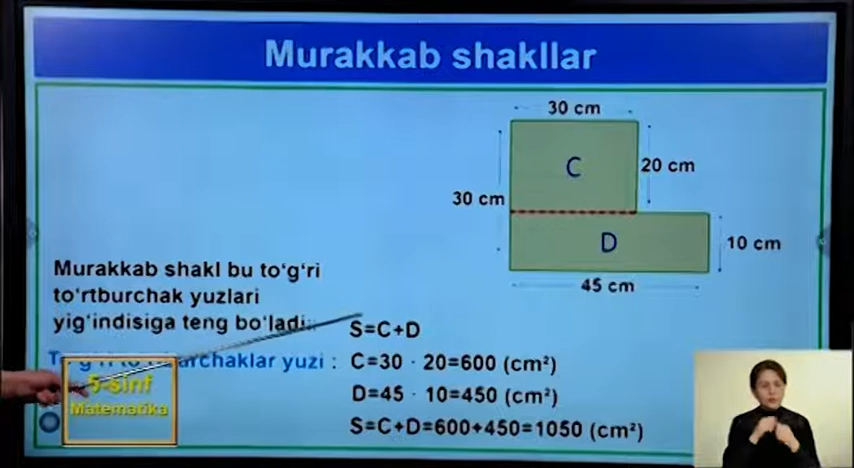 Murakkab shakllar
30 cm
C
20 cm
30 cm
D
10 cm
45 cm
Murakkab shakl bu to‘g‘ri
to‘rtburchak yuzlari
yig‘indisiga teng bo‘ladi:
S=C+D
yuzi : C=30 · 20=600 (cm²)
D=45 · 10=450 (cm²)
S=C+D=600+450=1050 (cm²)
5-sinf
Matematika